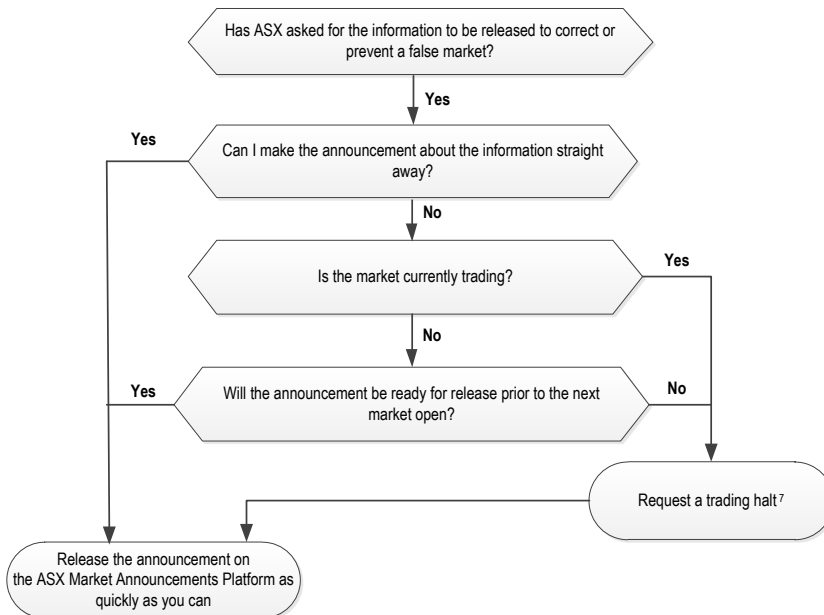 Has ASX asked for the information to be released to correct or
prevent a false market?
Yes
Yes
Can I make the announcement about the information straight
away?
No
Is the market currently trading?
Yes
No
Yes
Will the announcement be ready for release prior to the next
market open?
No
Request a trading halt 7
Release the announcement on
the ASX Market Announcements Platform as
quickly as you can